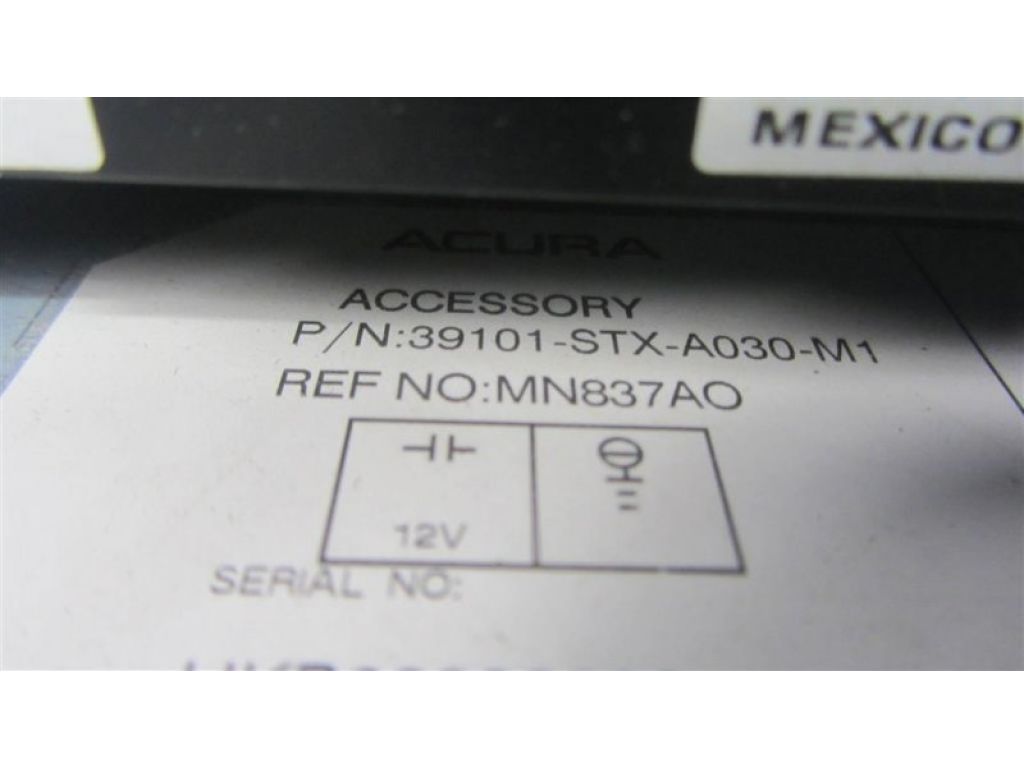 MEXICO
ACURA
ACCESSORY
P/N:39101-STX-A030-M1
REF NO:MN837AO
12V
SERIAL NO: